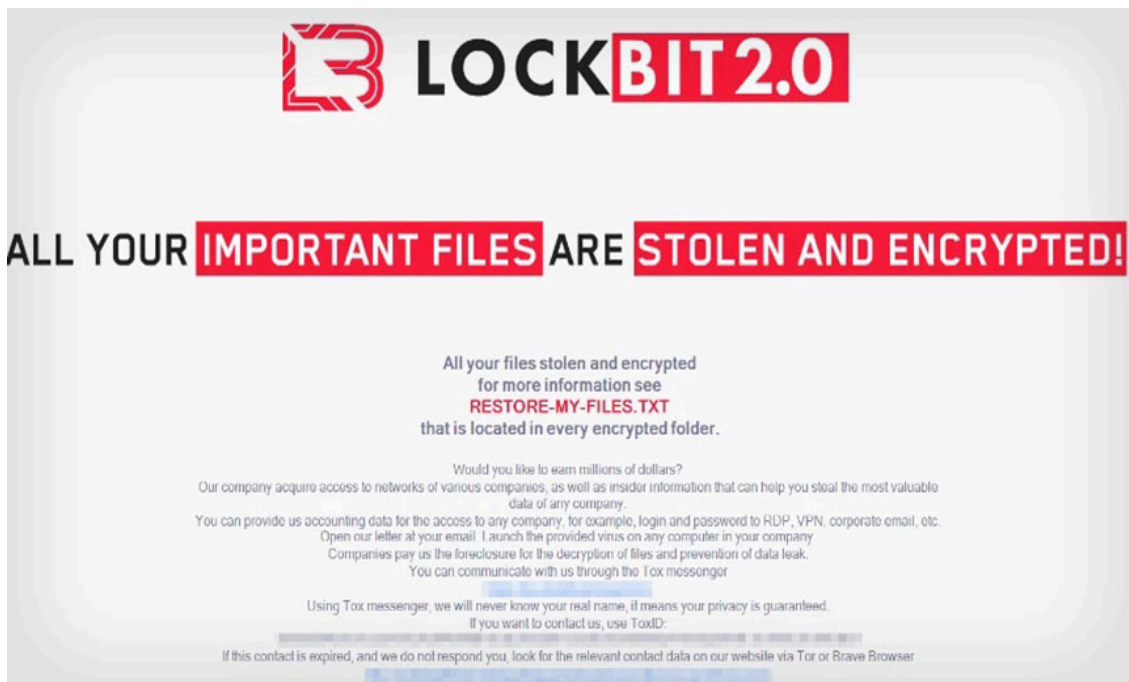 LOCKBIT 2.0
ALL YOUR IMPORTANT FILES ARE STOLEN AND ENCRYPTED!
All your files stolen and encrypted
for more information see
RESTORE-MY-FILES.TXT
that is located in every encrypted folder.
Would you like to earn millions of dollars?
Our company acquire access to networks of various companies, as well as insider information that can help you steal the most valuable
data of any company.
You can provide us accounting data for the access to any company, for example, login and password to RDP, VPN, corporate email, etc.
Open our letter at your email. Launch the provided virus on any computer in your company
Companies pay us the foreclosure for the decryption of files and prevention of data leak.
You can communicate with us through the Tox messenger
Using Tox messenger, we will never know your real name, it means your privacy is guaranteed.
If you want to contact us, use ToxID:
If this contact is expired, and we do not respond you, look for the relevant contact data on our website via Tor or Brave Browser